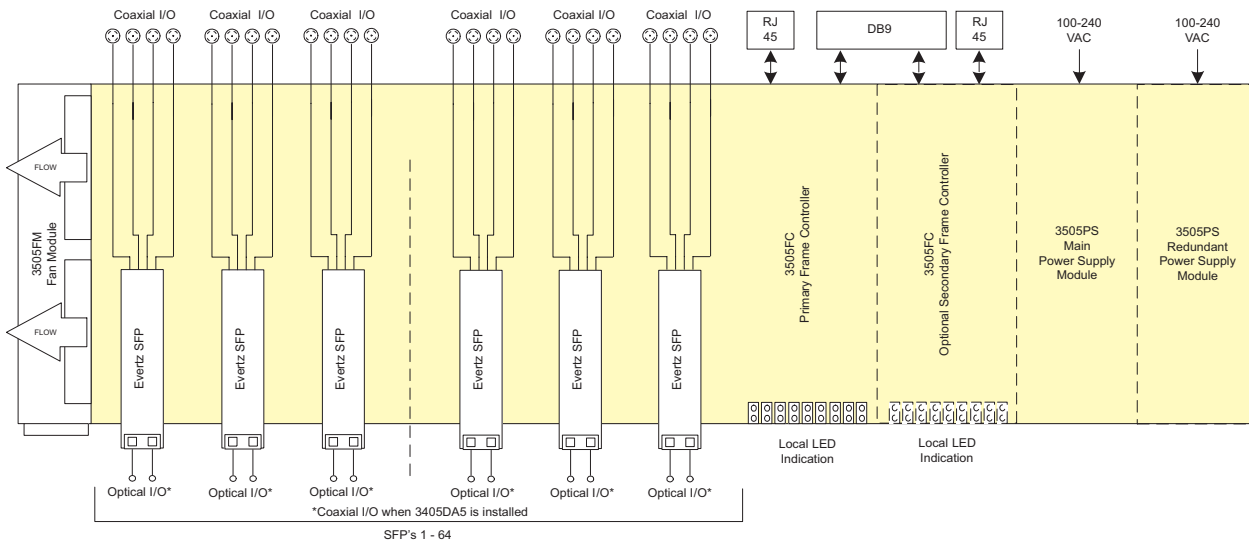 Coaxial I/O
Coaxial I/O
Coaxial I/O
Coaxial I/O
Coaxial I/O
Coaxial I/O
RJ
45
DB9
RJ
45
100-240
VAC
100-240
VAC
FLOW
FLOW
3505FM
Fan Module
Evertz SFP
Evertz SFP
Evertz SFP
Evertz SFP
Evertz SFP
Evertz SFP
3505FC
Primary Frame Controller
3505FC
Optional Secondary Frame Controller
3505PS
Main
Power Supply
Module
3505PS
Redundant
Power Supply
Module
Local LED
Indication
Local LED
Indication
Optical I/O*
Optical I/O*
Optical I/O*
Optical I/O*
Optical I/O*
Optical I/O*
*Coaxial I/O when 3405DA5 is installed
SFP's 1 - 64